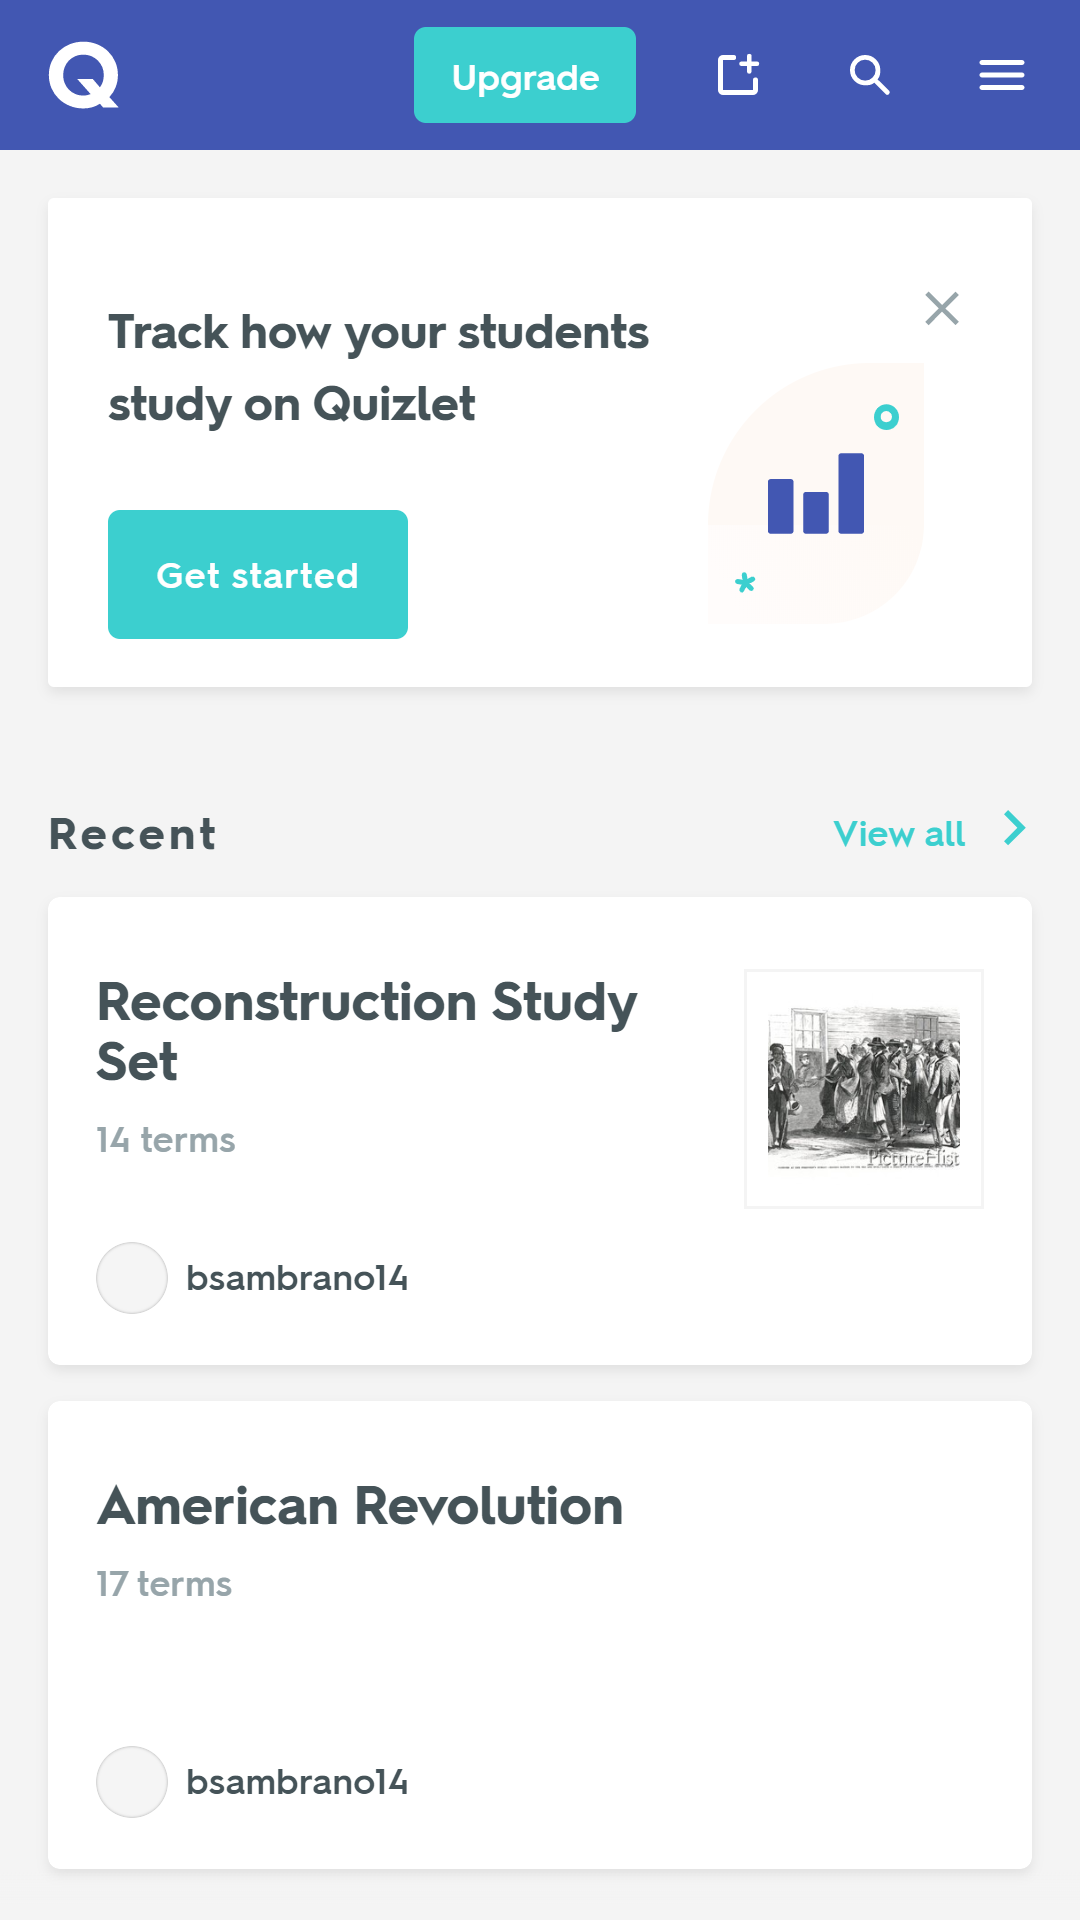 Q
Upgrade
Track how your students
study on Quizlet
Get started
Recent
View all
Reconstruction Study
Set
14 terms
PictureHist
bsambrano14
American Revolution
17 terms
bsambrano14